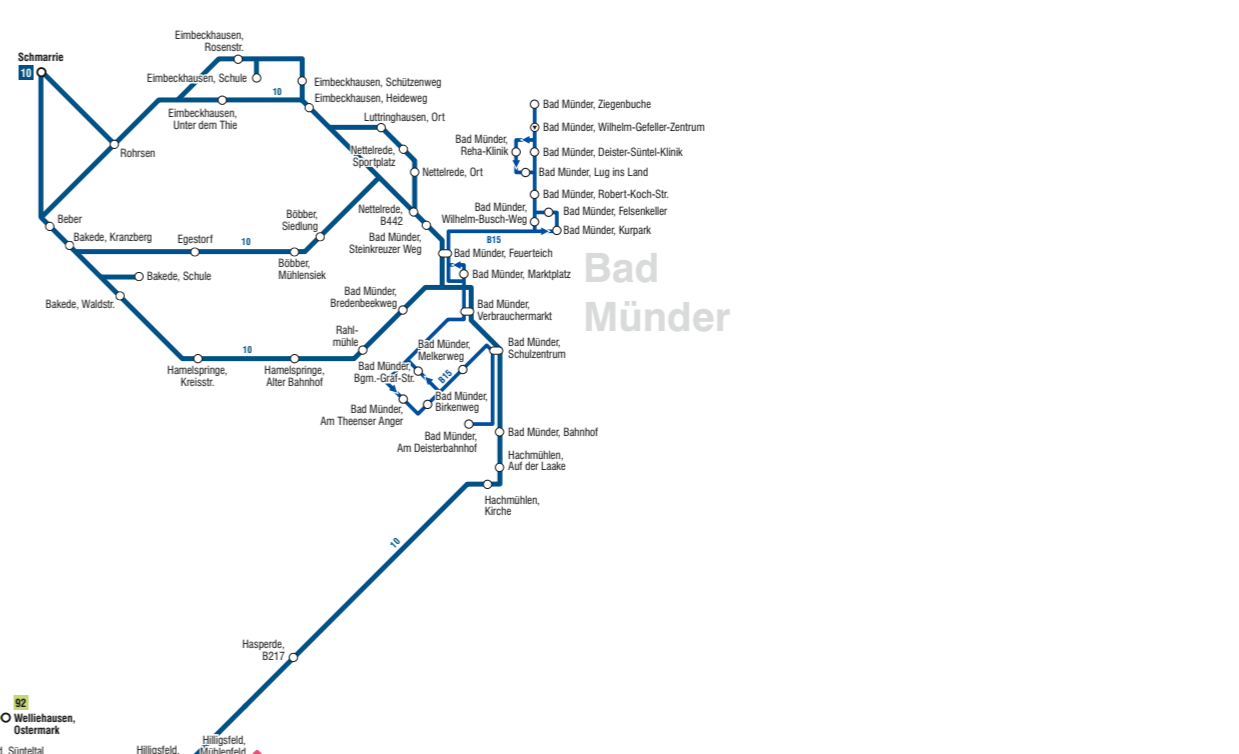 Eimbeckhausen,
Rosenstr.
Schmarrie
10
Eimbeckhausen, Schule
Eimbeckhausen, Schützenweg
10
Eimbeckhausen, Heideweg
Eimbeckhausen,
Unter dem Thie
Luttringhausen, Ort
Rohrsen
Nettelrede,
Sportplatz
Nettelrede, Ort
Bad Münder, Ziegenbuche
Bad Münder, Wilhelm-Gefeller-Zentrum
Bad Münder,
Reha-Klinik
Bad Münder, Deister-Süntel-Klinik
Bad Münder, Lug ins Land
Bad Münder, Robert-Koch-Str.
Bad Münder,
Wilhelm-Busch-Weg
Bad Münder, Felsenkeller
Bad Münder, Kurpark
B15
Beber
Bakede, Kranzberg
Egestorf
10
Böbber,
Siedlung
Böbber,
Mühlensiek
Nettelrede,
B442
Bad Münder,
Steinkreuzer Weg
Bad Münder, Feuerteich
Bad Münder, Marktplatz
Bad
Münder
Bakede, Schule
Bakede, Waldstr.
Bad Münder,
Bredenbeekweg
Bad Münder,
Verbrauchermarkt
Rahl-
mühle
10
Hamelspringe,
Kreisstr.
Hamelspringe,
Alter Bahnhof
Bad Münder,
Melkerweg
Bad Münder,
Schulzentrum
Bad Münder,
Bgm.-Gräf-Str.
B15
Bad Münder,
Birkenweg
Bad Münder,
Am Theenser Anger
Bad Münder,
Am Deisterbahnhof
Bad Münder, Bahnhof
Hachmühlen,
Auf der Laake
Hachmühlen,
Kirche
10
Hasperde,
B217
92
Welliehausen,
Ostermark
Süntetal
Hilligsfeld,
Hilligsfeld,
Mühlenfeld